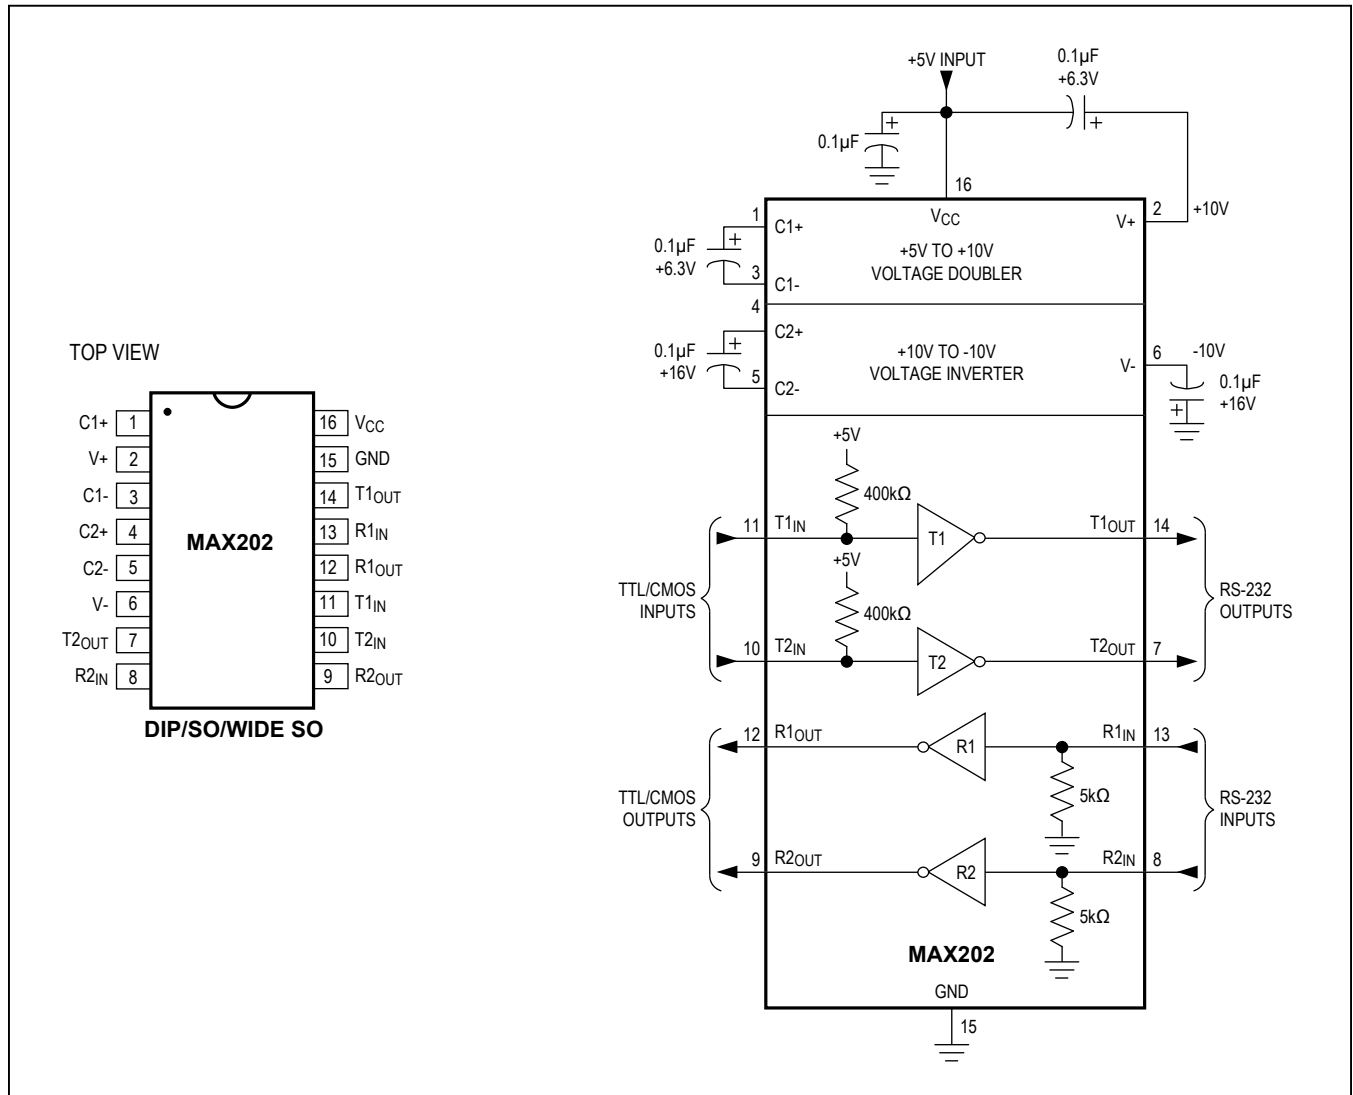 TOP VIEW
C1+ 1
V+ 2
C1- 3
C2+ 4
C2- 5
V- 6
T2OUT 7
R2IN 8
MAX202
16 VCC
15 GND
14 T1OUT
13 R1IN
12 R1OUT
11 T1IN
10 T2IN
9 R2OUT
DIP/SO/WIDE SO
+5V INPUT
0.1µF
+6.3V
+
+
0.1µF
16
VCC
1
C1+
V+
2
+10V
0.1µF
+6.3V
+
+5V TO +10V
VOLTAGE DOUBLER
3
C1-
4
C2+
0.1µF
+16V
+
+10V TO -10V
VOLTAGE INVERTER
5
C2-
V-
6
-10V
0.1µF
+16V
+
+5V
400kΩ
11
T1IN
T1
T1OUT
14
+5V
TTL/CMOS
INPUTS
400kΩ
RS-232
OUTPUTS
10
T2IN
T2
T2OUT
7
12
R1OUT
R1
R1IN
13
TTL/CMOS
OUTPUTS
5kΩ
RS-232
INPUTS
9
R2OUT
R2
R2IN
8
5kΩ
MAX202
GND
15